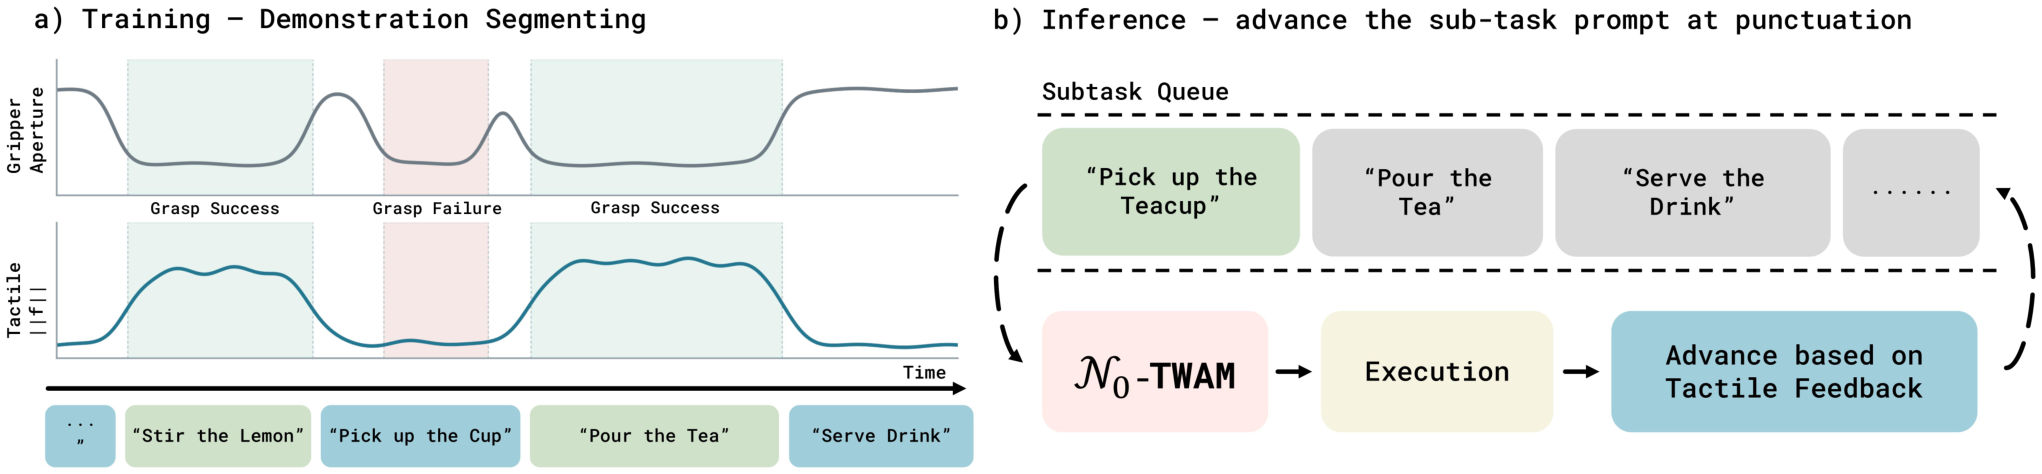 a) Training – Demonstration Segmenting
Gripper
Aperture
Grasp Success
Grasp Failure
Grasp Success
Tactile
||f||
Time
...
”
“Stir the Lemon”
“Pick up the Cup”
“Pour the Tea”
“Serve Drink”
b) Inference – advance the sub-task prompt at punctuation
Subtask Queue
“Pick up the
Teacup”
“Pour the
Tea”
“Serve the
Drink”
......
𝒩₀-TWAM
Execution
Advance based on
Tactile Feedback